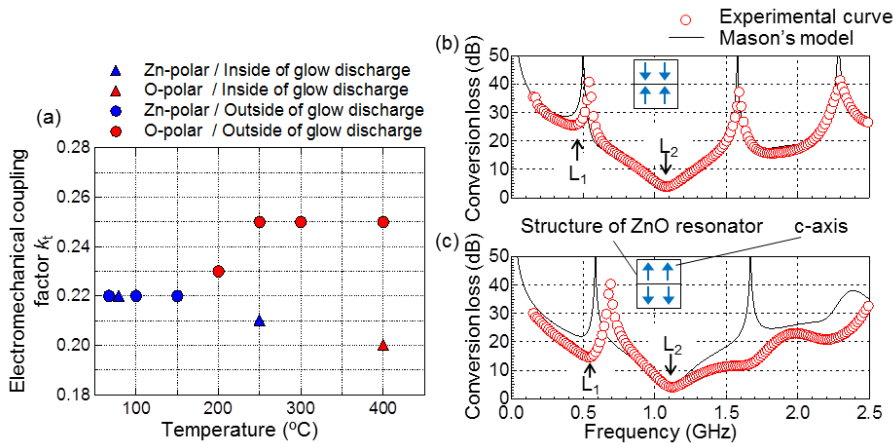 Zn-polar / Inside of glow discharge
O-polar / Inside of glow discharge
Zn-polar / Outside of glow discharge
O-polar / Outside of glow discharge
(a)
Electromechanical coupling
factor kt
0.28
0.26
0.24
0.22
0.20
0.18
100
200
300
400
Temperature (°C)
Experimental curve
Mason's model
(b)
Conversion loss (dB)
50
40
30
20
10
0
L1
L2
Structure of ZnO resonator
c-axis
(c)
Conversion loss (dB)
50
40
30
20
10
0
L1
L2
0.0
0.5
1.0
1.5
2.0
2.5
Frequency (GHz)